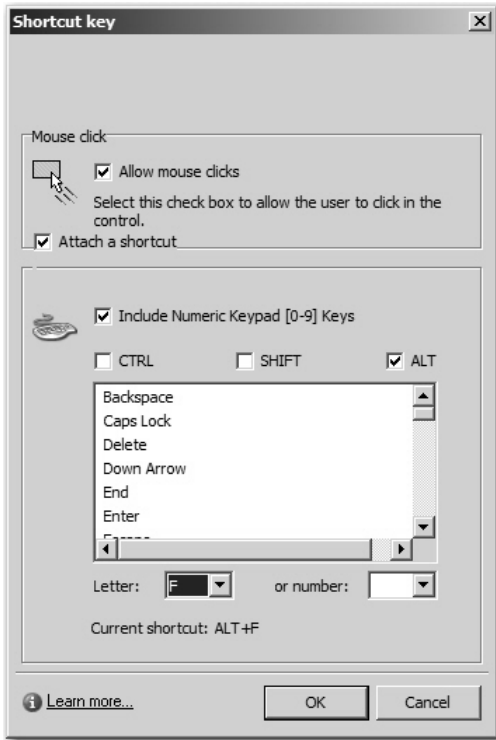 Shortcut key
Mouse click
Allow mouse clicks
Select this check box to allow the user to click in the
control.
Attach a shortcut
Include Numeric Keypad [0-9] Keys
CTRL SHIFT ALT
Backspace
Caps Lock
Delete
Down Arrow
End
Enter
Letter: F or number:
Current shortcut: ALT+F
Learn more... OK Cancel